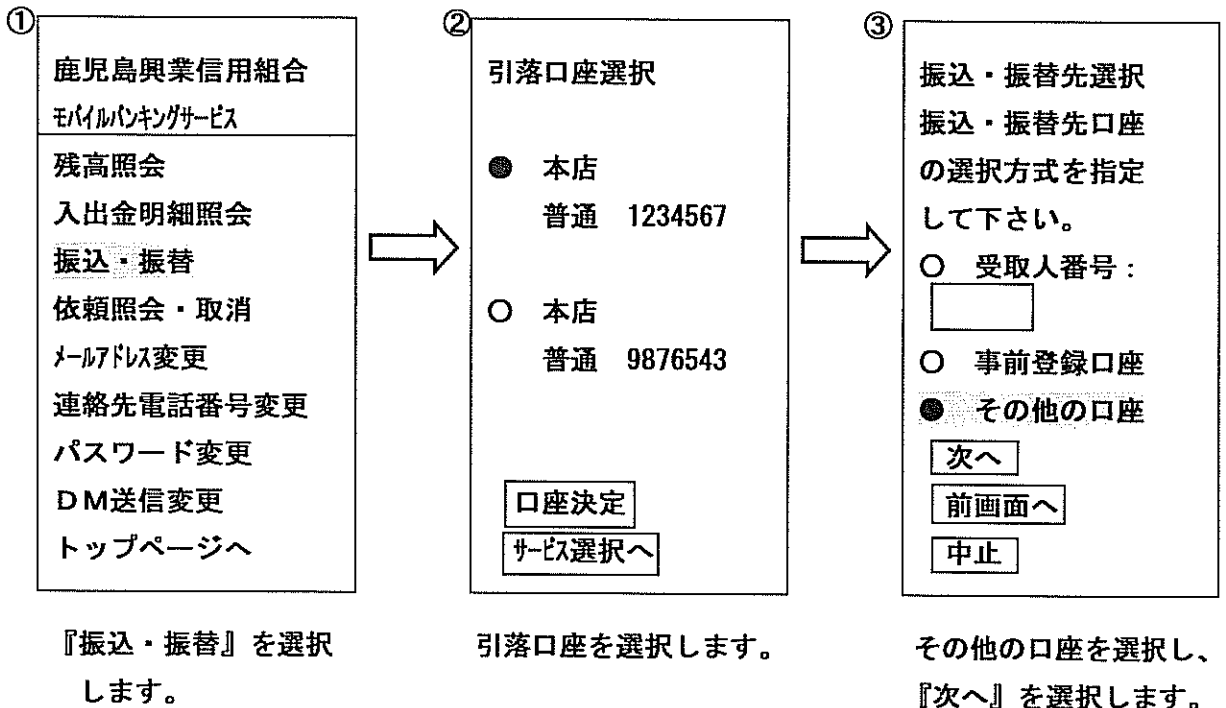 ①
鹿児島興業信用組合
モバイルバンキングサービス
残高照会
入出金明細照会
振込・振替
依頼照会・取消
メールアドレス変更
連絡先電話番号変更
パスワード変更
DM送信変更
トップページへ
『振込・振替』を選択
します。
②
引落口座選択
● 本店
普通 1234567
○ 本店
普通 9876543
口座決定
サービス選択へ
引落口座を選択します。
③
振込・振替先選択
振込・振替先口座
の選択方式を指定
して下さい。
○ 受取人番号:
○ 事前登録口座
● その他の口座
次へ
前画面へ
中止
その他の口座を選択し、
『次へ』を選択します。